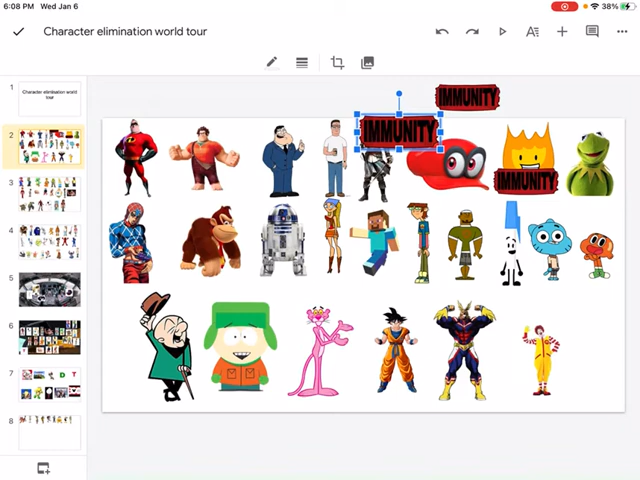 6:08 PM Wed Jan 6
38%
Character elimination world tour
1
Character elimination world
tour
2
3
4
5
6
7
8
IMMUNITY
IMMUNITY
IMMUNITY
D T